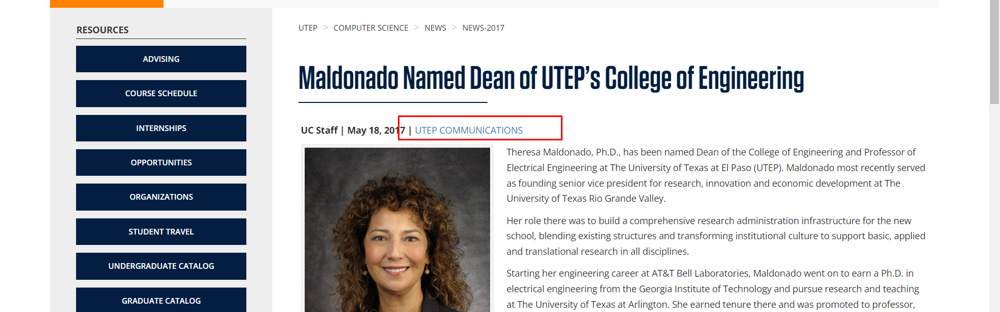 RESOURCES
ADVISING
COURSE SCHEDULE
INTERNSHIPS
OPPORTUNITIES
ORGANIZATIONS
STUDENT TRAVEL
UNDERGRADUATE CATALOG
GRADUATE CATALOG
UTEP > COMPUTER SCIENCE > NEWS > NEWS-2017
Maldonado Named Dean of UTEP’s College of Engineering
UC Staff | May 18, 2017 | UTEP COMMUNICATIONS
Theresa Maldonado, Ph.D., has been named Dean of the College of Engineering and Professor of
Electrical Engineering at The University of Texas at El Paso (UTEP). Maldonado most recently served
as founding senior vice president for research, innovation and economic development at The
University of Texas Rio Grande Valley.
Her role there was to build a comprehensive research administration infrastructure for the new
school, blending existing structures and transforming institutional culture to support basic, applied
and translational research in all disciplines.
Starting her engineering career at AT&T Bell Laboratories, Maldonado went on to earn a Ph.D. in
electrical engineering from the Georgia Institute of Technology and pursue research and teaching
at The University of Texas at Arlington. She earned tenure there and was promoted to professor,